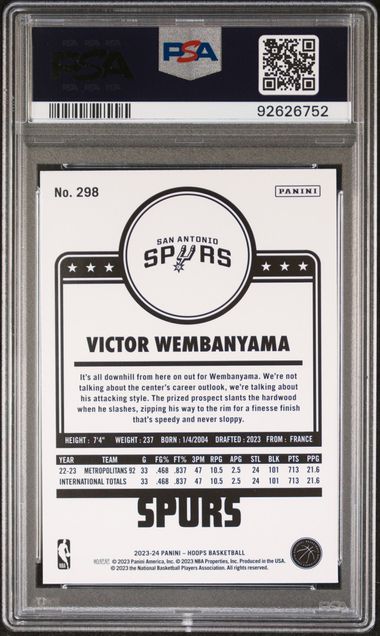 PSA
PSA
92626752
No. 298
PANINI
SAN ANTONIO
SPURS
VICTOR WEMBANYAMA
It's all downhill from here on out for Wembanyama. We're not
talking about the center's career outlook, we're talking about
his attacking style. The prized prospect slants the hardwood
when he slashes, zipping his way to the rim for a finesse finish
that's speedy and never sloppy.
HEIGHT: 7'4" WEIGHT: 237 BORN: 1/4/2004 DRAFTED: 2023 FROM: FRANCE
YEAR TEAM G FG% FT% 3PM RPG APG STL BLK PTS PPG
22-23 METROPOLITANS 92 33 .468 .837 47 10.5 2.5 24 101 713 21.6
INTERNATIONAL TOTALS 33 .468 .837 47 10.5 2.5 24 101 713 21.6
SPURS
2023-24 PANINI - HOOPS BASKETBALL
© 2023 Panini America, Inc. © 2023 NBA Properties, Inc. Produced in the USA.
© 2023 the National Basketball Players Association. All rights reserved.